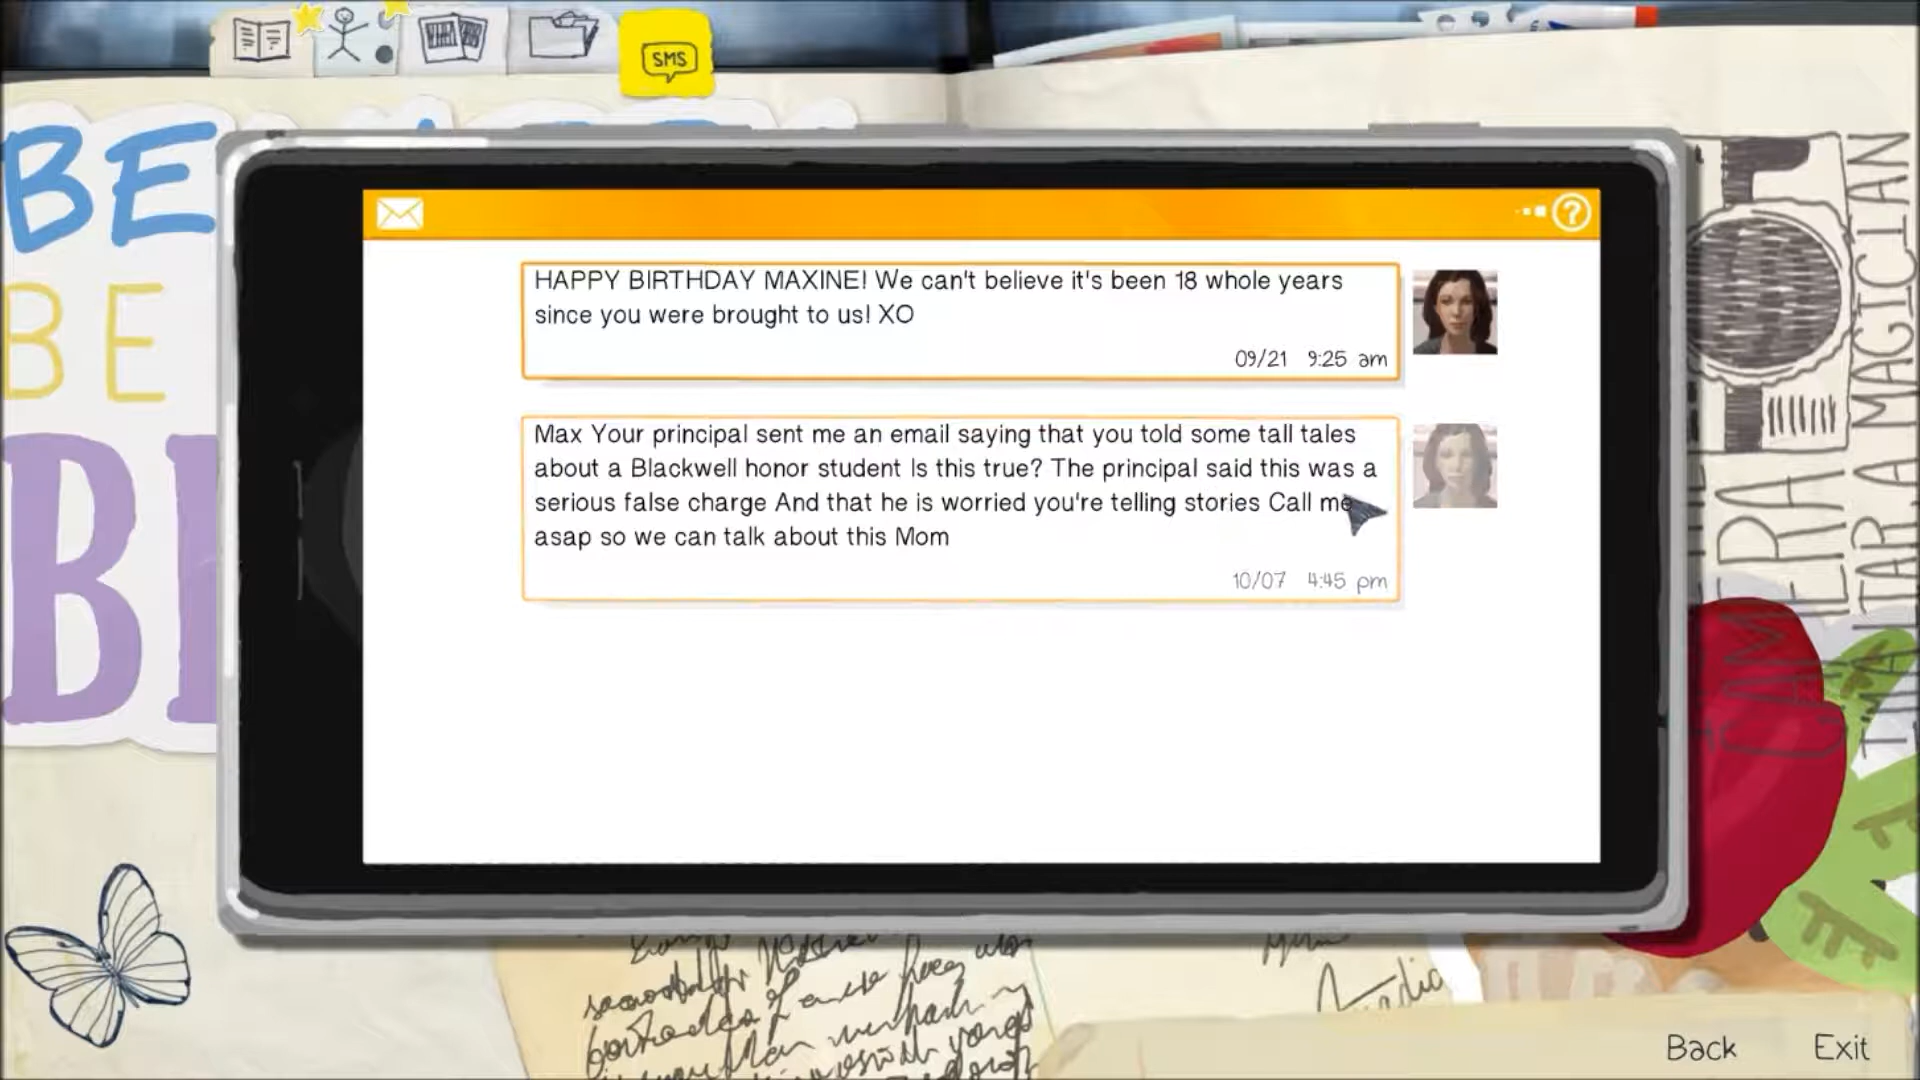 SMS
BE
BE
HAPPY BIRTHDAY MAXINE! We can't believe it's been 18 whole years
since you were brought to us! XO
09/21 9:25 am
Max Your principal sent me an email saying that you told some tall tales
about a Blackwell honor student Is this true? The principal said this was a
serious false charge And that he is worried you're telling stories Call me
asap so we can talk about this Mom
10/07 4:45 pm
MAGICIAN
Back Exit